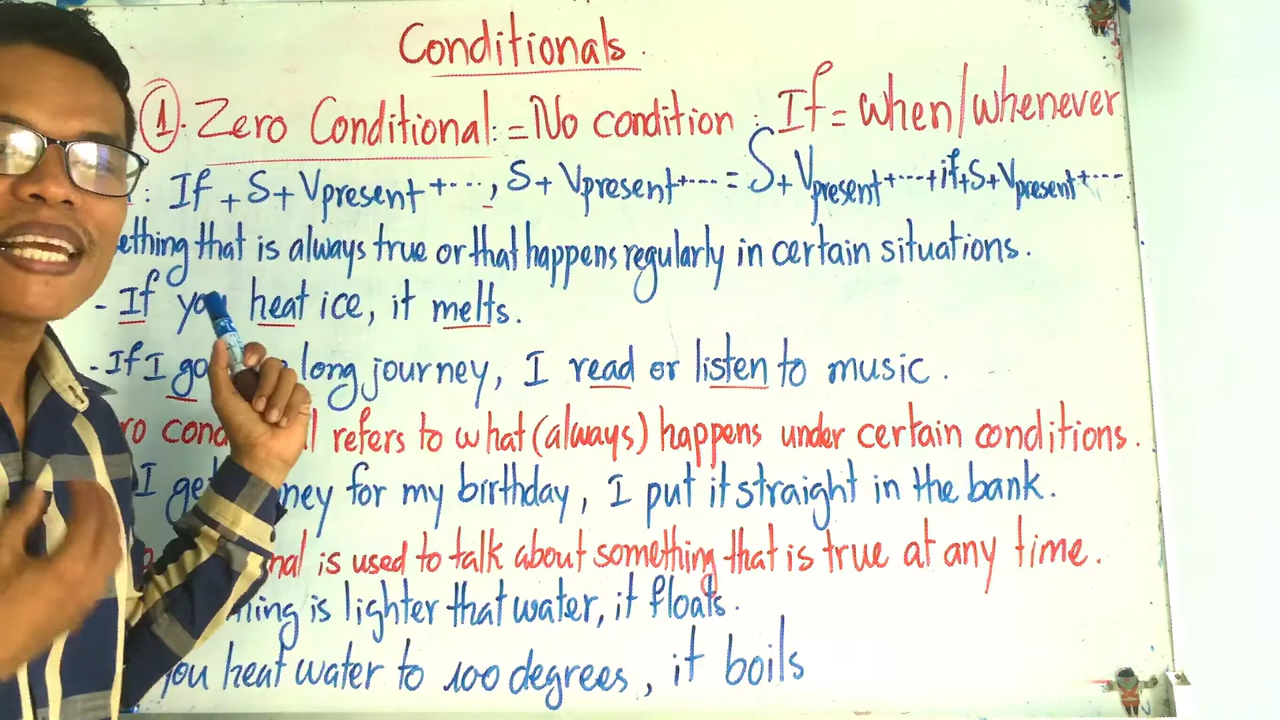 Conditionals.
①. Zero Conditional: = No condition : If = when/whenever
: If + S + Vpresent + ..., S + Vpresent + ... = S + Vpresent + ... + if + S + Vpresent + ...
ething that is always true or that happens regularly in certain situations.
- If you heat ice, it melts.
- If I go long journey, I read or listen to music.
ro cond l refers to what (always) happens under certain conditions.
I get ney for my birthday, I put it straight in the bank.
nal is used to talk about something that is true at any time.
hing is lighter that water, it floats.
you heat water to 100 degrees, it boils